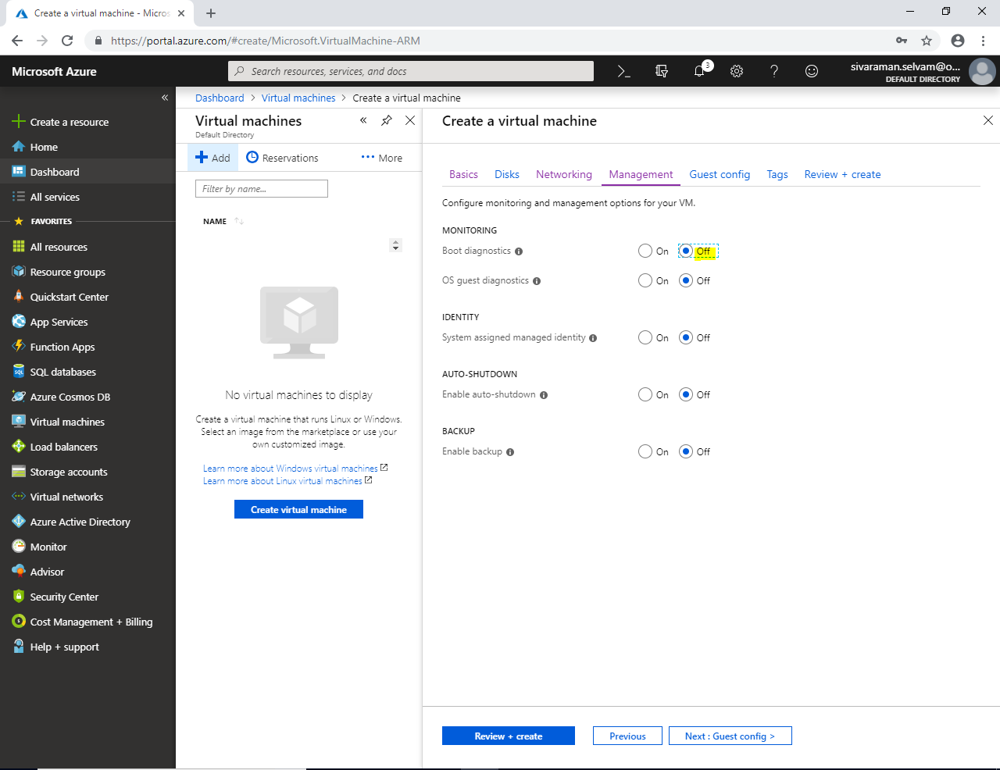 Create a virtual machine - Micros
https://portal.azure.com/#create/Microsoft.VirtualMachine-ARM
Microsoft Azure
Search resources, services, and docs
3
sivaraman.selvam@o...
DEFAULT DIRECTORY
Create a resource
Home
Dashboard
All services
FAVORITES
All resources
Resource groups
Quickstart Center
App Services
Function Apps
SQL databases
Azure Cosmos DB
Virtual machines
Load balancers
Storage accounts
Virtual networks
Azure Active Directory
Monitor
Advisor
Security Center
Cost Management + Billing
Help + support
Dashboard > Virtual machines > Create a virtual machine
Virtual machines
Default Directory
Add Reservations ••• More
Filter by name...
NAME
No virtual machines to display
Create a virtual machine that runs Linux or Windows.
Select an image from the marketplace or use your
own customized image.
Learn more about Windows virtual machines
Learn more about Linux virtual machines
Create virtual machine
Create a virtual machine
Basics Disks Networking Management Guest config Tags Review + create
Configure monitoring and management options for your VM.
MONITORING
Boot diagnostics On Off
OS guest diagnostics On Off
IDENTITY
System assigned managed identity On Off
AUTO-SHUTDOWN
Enable auto-shutdown On Off
BACKUP
Enable backup On Off
Review + create Previous Next : Guest config >